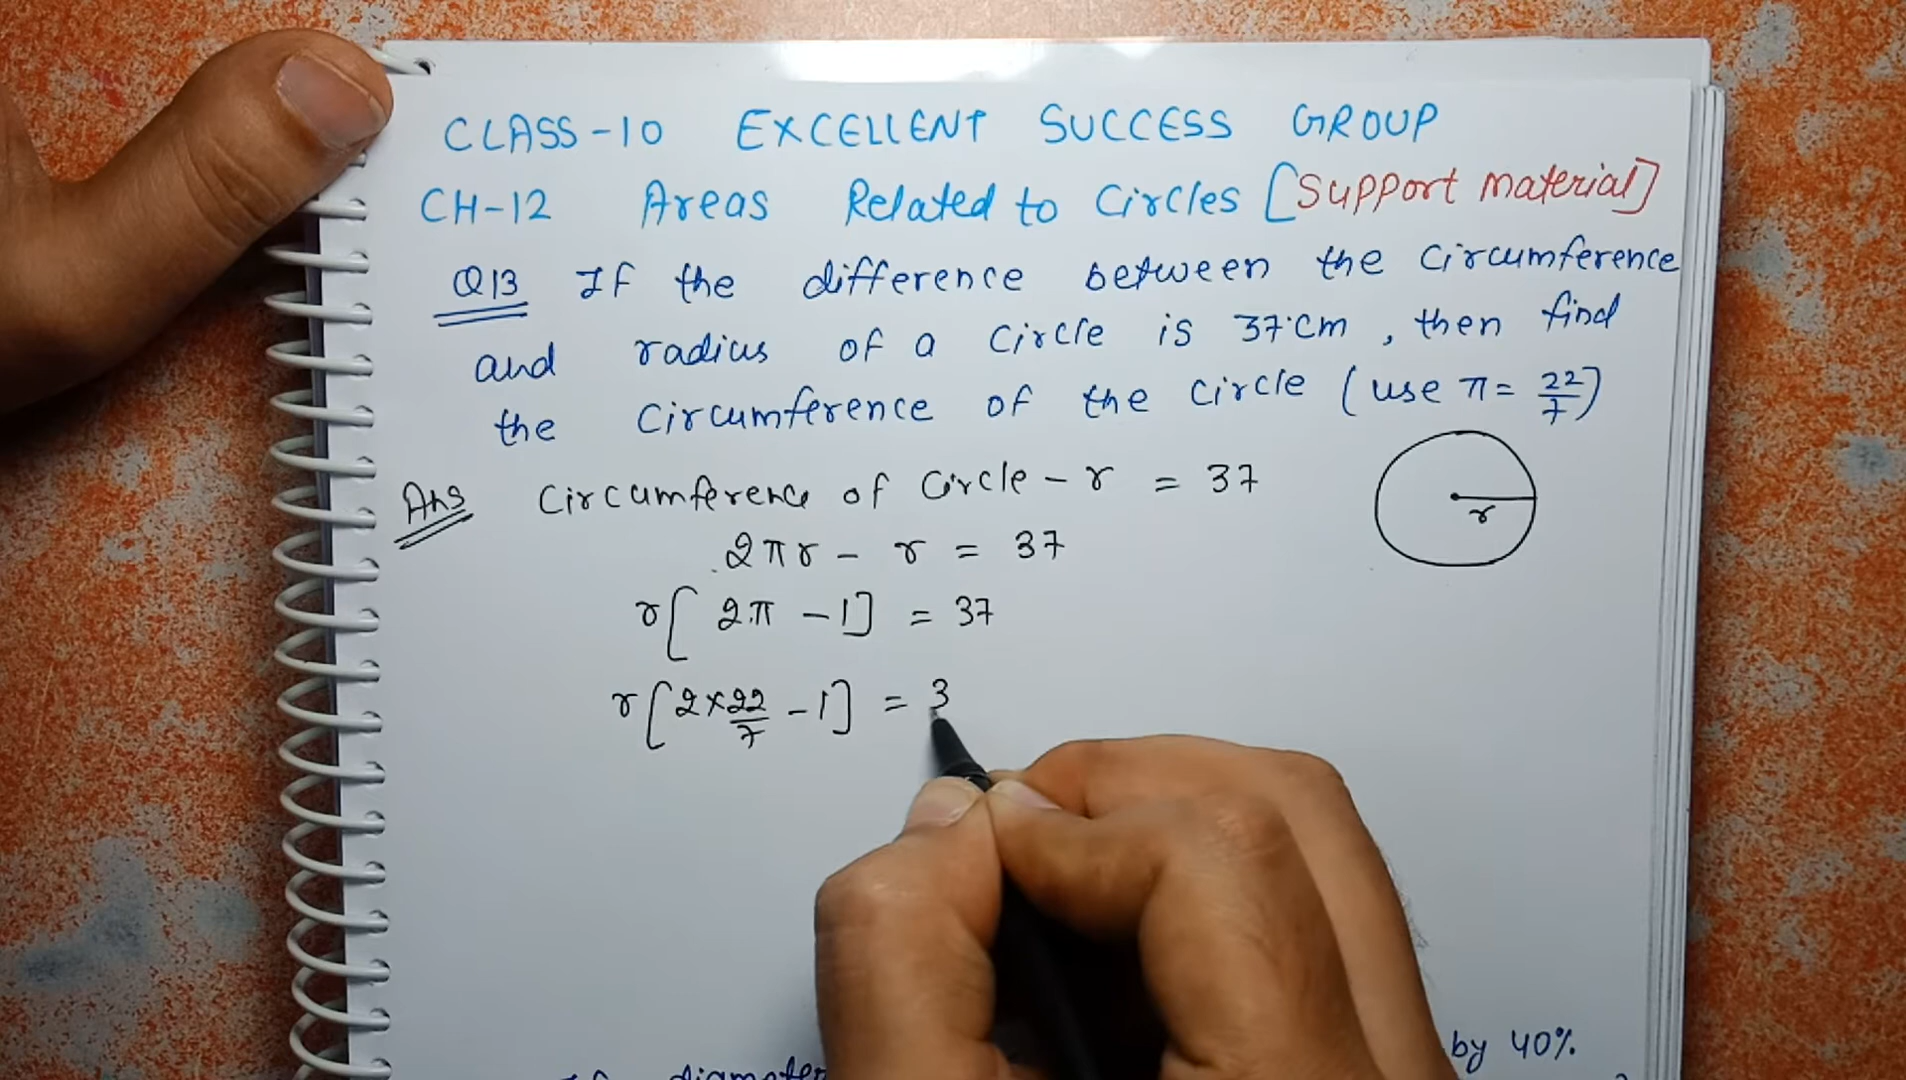 CLASS-10 EXCELLENT SUCCESS GROUP
CH-12 Areas Related to Circles [Support material]
Q13 If the difference between the circumference
and radius of a circle is 37 cm, then find
the circumference of the circle (use π = 22/7)
Ans Circumference of Circle - r = 37
2πr - r = 37
r[2π - 1] = 37
r[2×22/7 - 1] = 3
r
by 40%